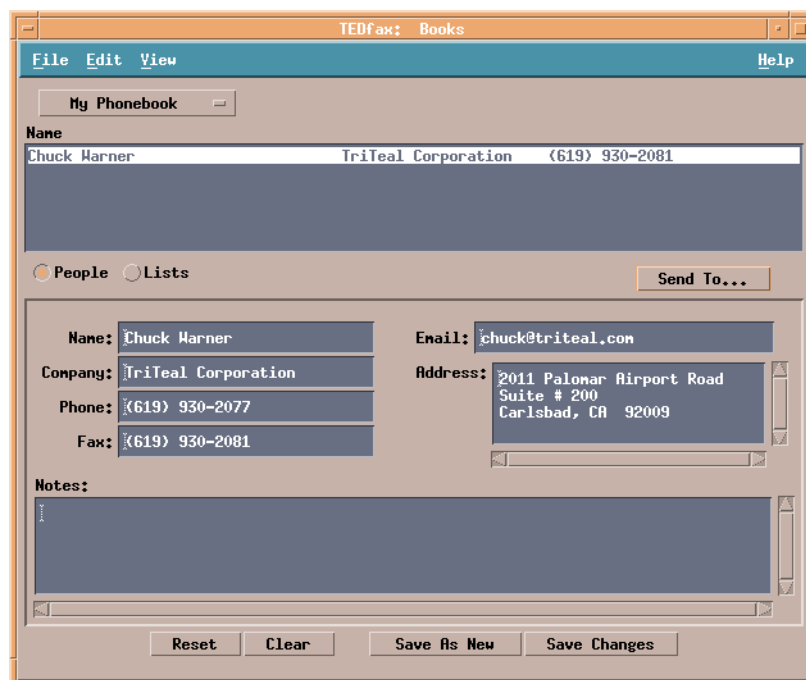 TEDfax: Books
File Edit View Help
My Phonebook
Name
Chuck Warner TriTeal Corporation (619) 930-2081
People Lists
Send To...
Name: Chuck Warner
Email: chuck@triteal.com
Company: TriTeal Corporation
Address: 2011 Palomar Airport Road
Suite # 200
Carlsbad, CA 92009
Phone: (619) 930-2077
Fax: (619) 930-2081
Notes:
Reset Clear Save As New Save Changes